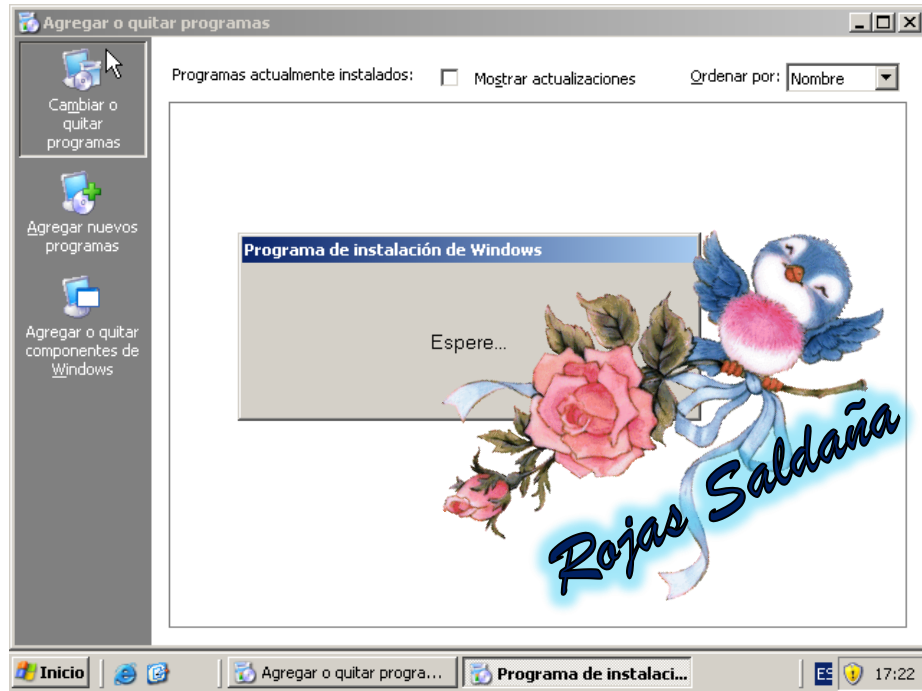 Agregar o quitar programas
Cambiar o
quitar
programas
Agregar nuevos
programas
Agregar o quitar
componentes de
Windows
Programas actualmente instalados:
Mostrar actualizaciones
Ordenar por:
Nombre
Programa de instalación de Windows
Espere...
Rojas Saldaña
Inicio
Agregar o quitar progra...
Programa de instalaci...
ES
17:22